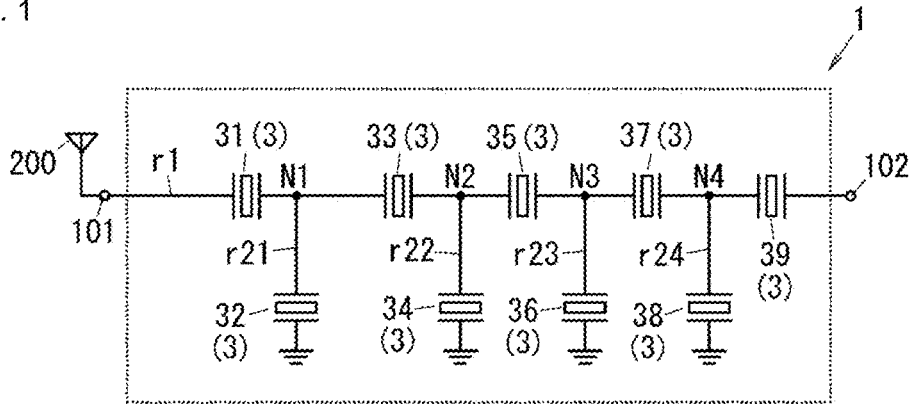 . 1
1
31(3) 33(3) 35(3) 37(3)
200 r1 N1 N2 N3 N4 102
101
r21 r22 r23 r24 39
(3)
32 34 36 38
(3) (3) (3) (3)